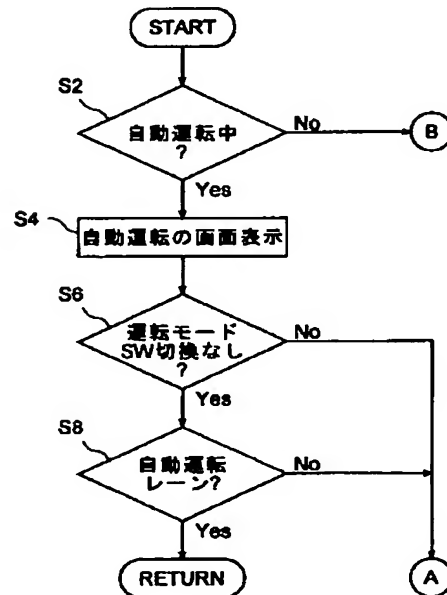 START
S2
自動運転中
?
No
B
Yes
S4
自動運転の画面表示
S6
運転モード
SW切換なし
?
No
Yes
S8
自動運転
レーン?
No
Yes
RETURN
A